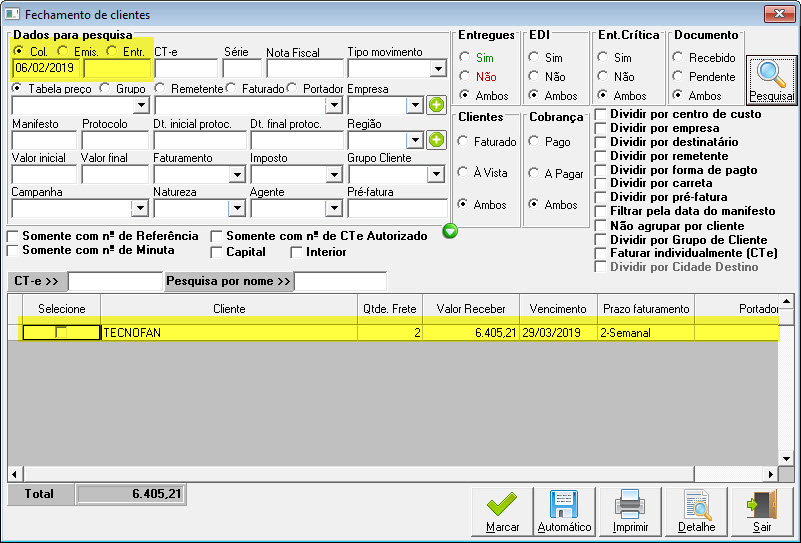 Fechamento de clientes
Dados para pesquisa
Col. Emis. Entr. CT-e Série Nota Fiscal Tipo movimento
06/02/2019
Tabela preço Grupo Remetente Faturado Portador Empresa
Manifesto Protocolo Dt. inicial protoc. Dt. final protoc. Região
Valor inicial Valor final Faturamento Imposto Grupo Cliente
Campanha Natureza Agente Pré-fatura
Entregues
Sim
Não
Ambos
EDI
Sim
Não
Ambos
Ent.Crítica
Sim
Não
Ambos
Documento
Recebido
Pendente
Ambos
Pesquisar
Clientes
Faturado
À Vista
Ambos
Cobrança
Pago
A Pagar
Ambos
Dividir por centro de custo
Dividir por empresa
Dividir por destinatário
Dividir por remetente
Dividir por forma de pagto
Dividir por carreta
Dividir por pré-fatura
Filtrar pela data do manifesto
Não agrupar por cliente
Dividir por Grupo de Cliente
Faturar individualmente (CTe)
Dividir por Cidade Destino
Somente com nº de Referência Somente com nº de CTe Autorizado
Somente com nº de Minuta Capital Interior
CT-e >> Pesquisa por nome >>
Selecione Cliente Qtde. Frete Valor Receber Vencimento Prazo faturamento Portador
TECNOFAN 2 6.405,21 29/03/2019 2-Semanal
Total 6.405,21
Marcar Automático Imprimir Detalhe Sair